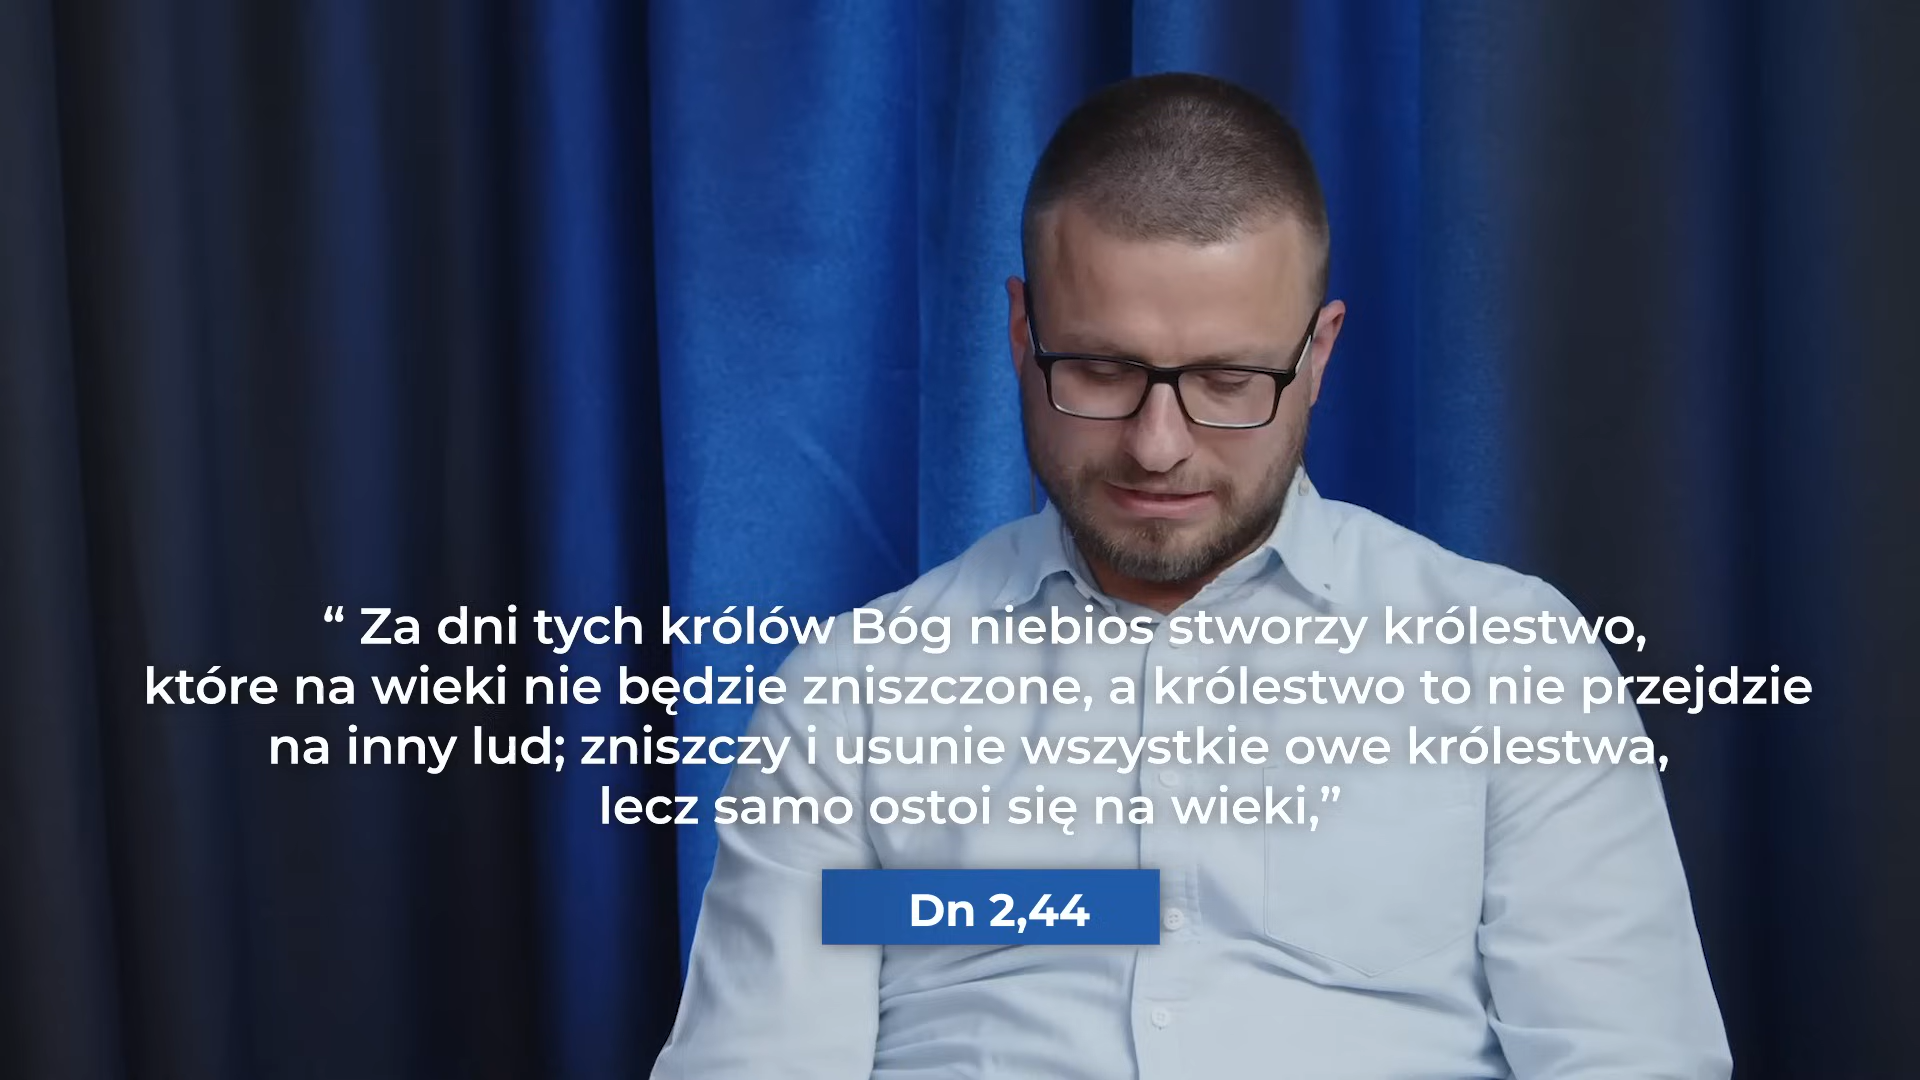 “ Za dni tych królów Bóg niebios stworzy królestwo,
które na wieki nie będzie zniszczone, a królestwo to nie przejdzie
na inny lud; zniszczy i usunie wszystkie owe królestwa,
lecz samo ostoi się na wieki,”
Dn 2,44